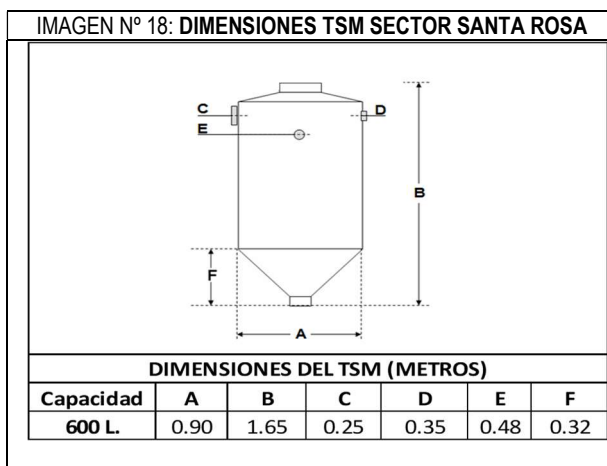 IMAGEN Nº 18: DIMENSIONES TSM SECTOR SANTA ROSA
C
D
E
B
F
A
DIMENSIONES DEL TSM (METROS)
Capacidad A B C D E F
600 L. 0.90 1.65 0.25 0.35 0.48 0.32